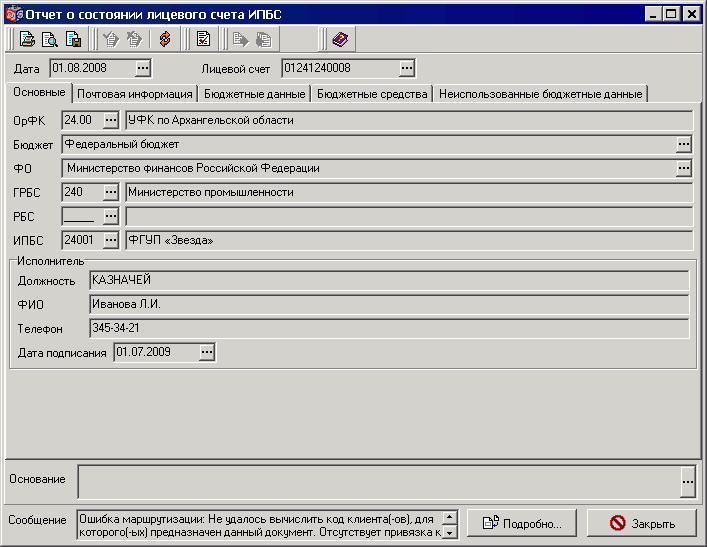 Отчет о состоянии лицевого счета ИПБС
Дата 01.08.2008 ... Лицевой счет 01241240008 ...
Основные Почтовая информация Бюджетные данные Бюджетные средства Неиспользованные бюджетные данные
ОрФК 24.00 ... УФК по Архангельской области
Бюджет Федеральный бюджет ...
ФО Министерство финансов Российской Федерации ...
ГРБС 240 ... Министерство промышленности
РБС _____ ...
ИПБС 24001 ... ФГУП «Звезда»
Исполнитель
Должность КАЗНАЧЕЙ
ФИО Иванова Л.И.
Телефон 345-34-21
Дата подписания 01.07.2009 ...
Основание ...
Сообщение Ошибка маршрутизации: Не удалось вычислить код клиента(-ов), для
которого(-ых) предназначен данный документ. Отсутствует привязка к
Подробно... Закрыть